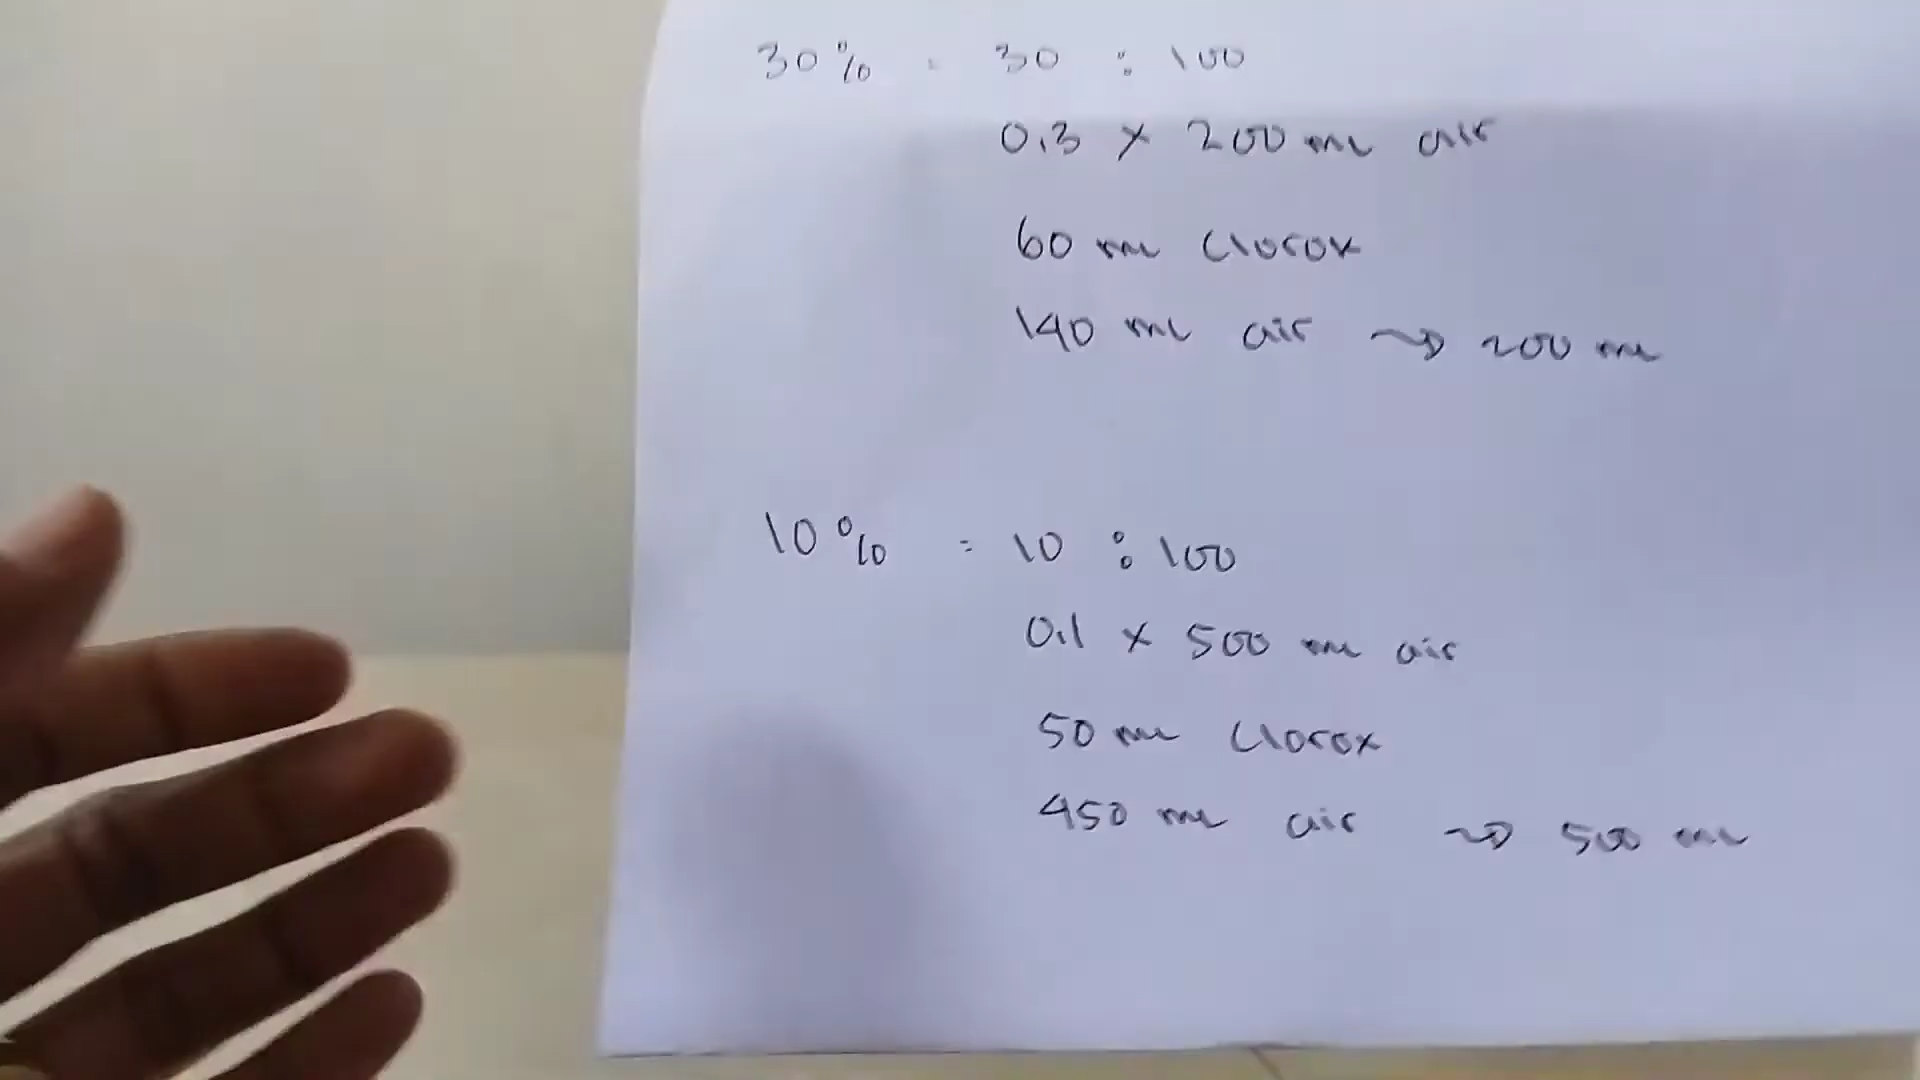 30% = 30 : 100
0.3 x 200 ml air
60 ml Clorox
140 ml air ~> 200 ml
10% = 10 : 100
0.1 x 500 ml air
50 ml Clorox
450 ml air ~> 500 ml